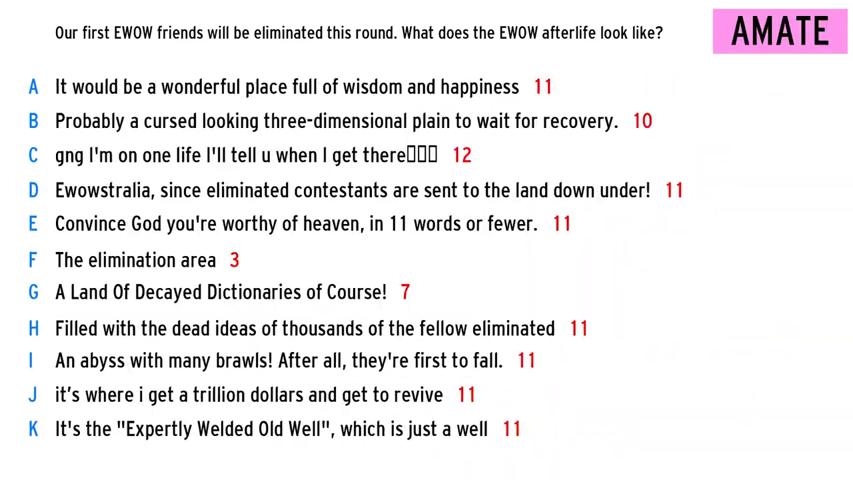 Our first EWOW friends will be eliminated this round. What does the EWOW afterlife look like?
AMATE
A It would be a wonderful place full of wisdom and happiness 11
B Probably a cursed looking three-dimensional plain to wait for recovery. 10
C gng I'm on one life I'll tell u when I get there▯▯▯ 12
D Ewowstralia, since eliminated contestants are sent to the land down under! 11
E Convince God you're worthy of heaven, in 11 words or fewer. 11
F The elimination area 3
G A Land Of Decayed Dictionaries of Course! 7
H Filled with the dead ideas of thousands of the fellow eliminated 11
I An abyss with many brawls! After all, they're first to fall. 11
J it’s where i get a trillion dollars and get to revive 11
K It's the "Expertly Welded Old Well", which is just a well 11